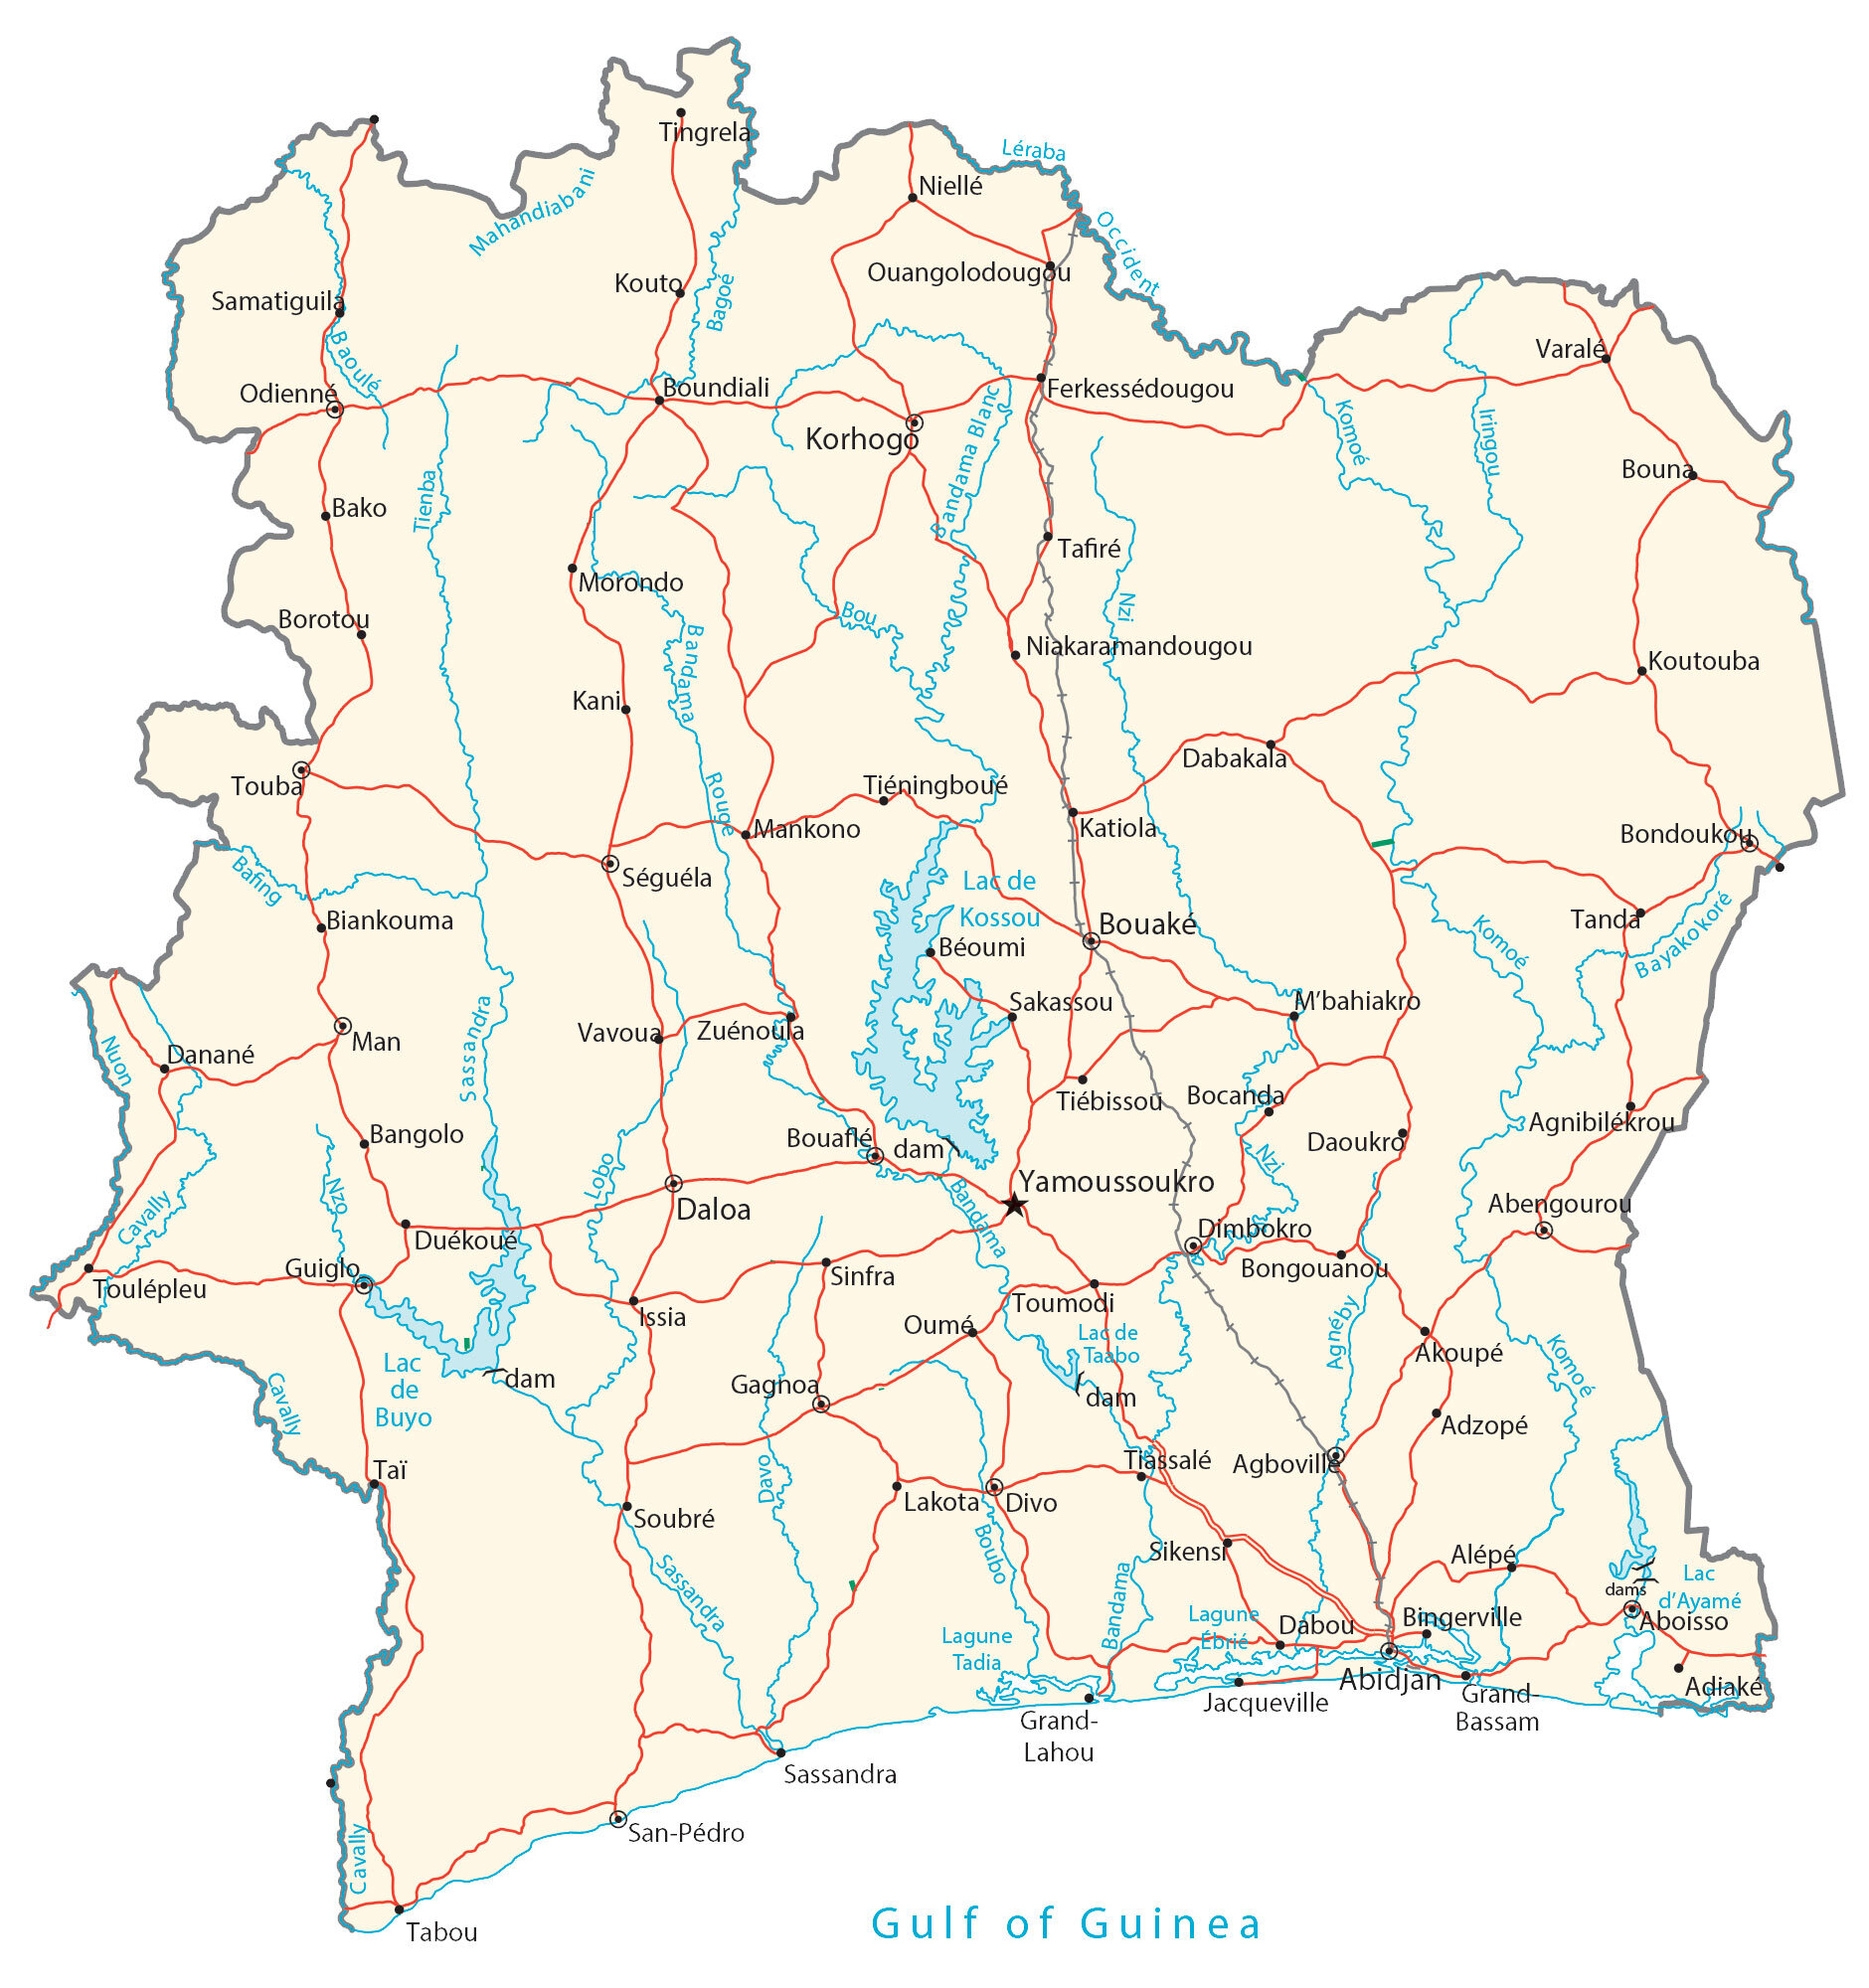 Tingrela
Léraba
Niellé
Mahandiabani
Occident
Ouangolodougou
Kouto
Bagoé
Samatiguila
Baoulé
Varalé
Odienné
Boundiali
Ferkessédougou
Korhogo
Bandama Blanc
Komoé
Iringou
Bouna
Tienba
Bako
Tafiré
Morondo
Nzi
Borotou
Bou
Bandama
Niakaramandougou
Koutouba
Kani
Dabakala
Touba
Tiéningboué
Rouge
Mankono
Katiola
Bondoukou
Bafing
Séguéla
Lac de
Kossou
Biankouma
Bouaké
Tanda
Béoumi
Komoé
Bayakokoré
Sakassou
M'bahiakro
Sassandra
Man
Vavoua
Zuénoula
Nuon
Danané
Tiébissou
Bocanda
Agnibilékrou
Bangolo
Bouaflé
dam
Daoukro
Nzi
Lobo
Nzo
Cavally
Daloa
Yamoussoukro
Bandama
Abengourou
Duékoué
Dimbokro
Guiglo
Toulépleu
Sinfra
Bongouanou
Issia
Toumodi
Oumé
Lac de
Taabo
Agnéby
Akoupé
Komoé
Lac
de
Buyo
dam
Gagnoa
dam
Cavally
Adzopé
Taï
Davo
Tiassalé
Agboville
Lakota
Divo
Soubré
Boubo
Sikensi
Alépé
Sassandra
Bandama
dams
Lac
d'Ayamé
Lagune
Ébrié
Dabou
Bingerville
Aboisso
Lagune
Tadia
Abidjan
Adiaké
Jacqueville
Grand-
Bassam
Grand-
Lahou
Sassandra
San-Pédro
Cavally
Tabou
Gulf of Guinea